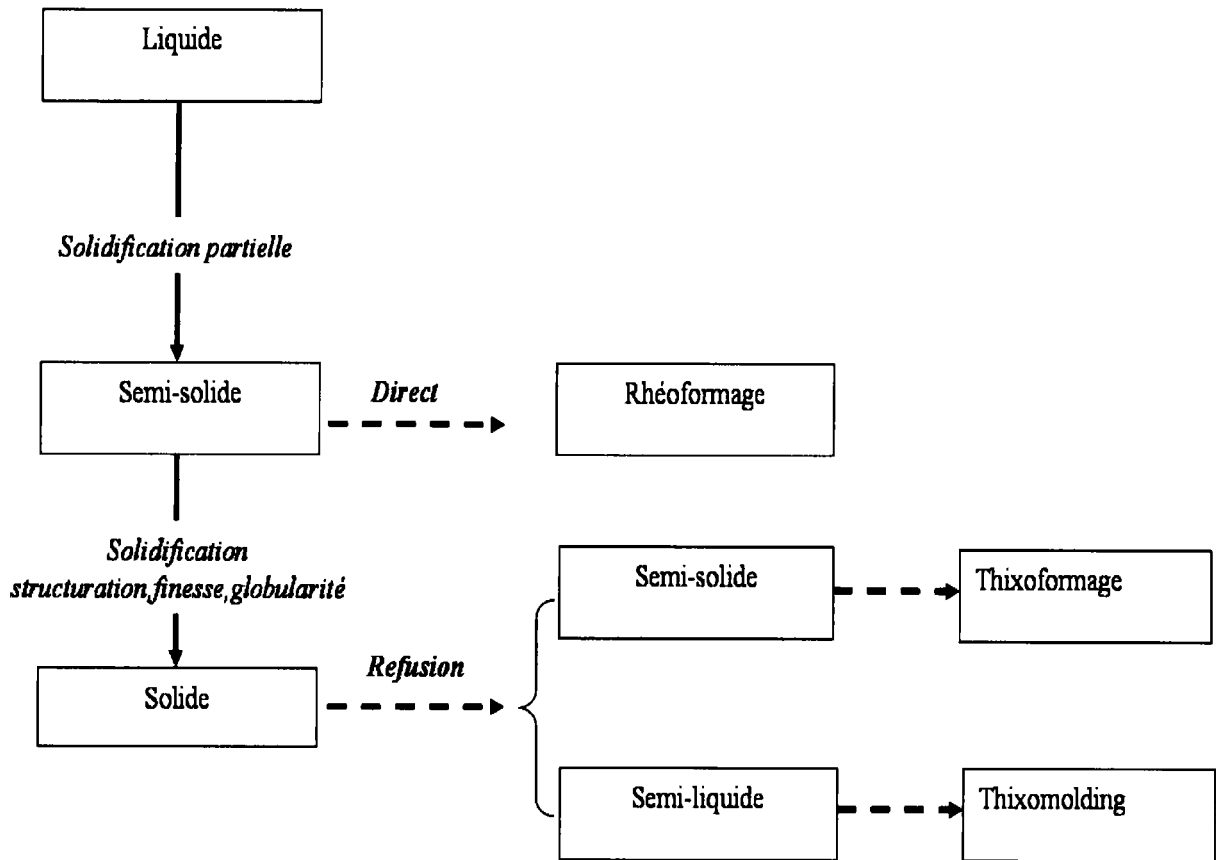 Liquide
Solidification partielle
Semi-solide
Direct
Rhéoformage
Solidification
structuration,finesse,globularité
Semi-solide
Thixoformage
Solide
Refusion
Semi-liquide
Thixomolding